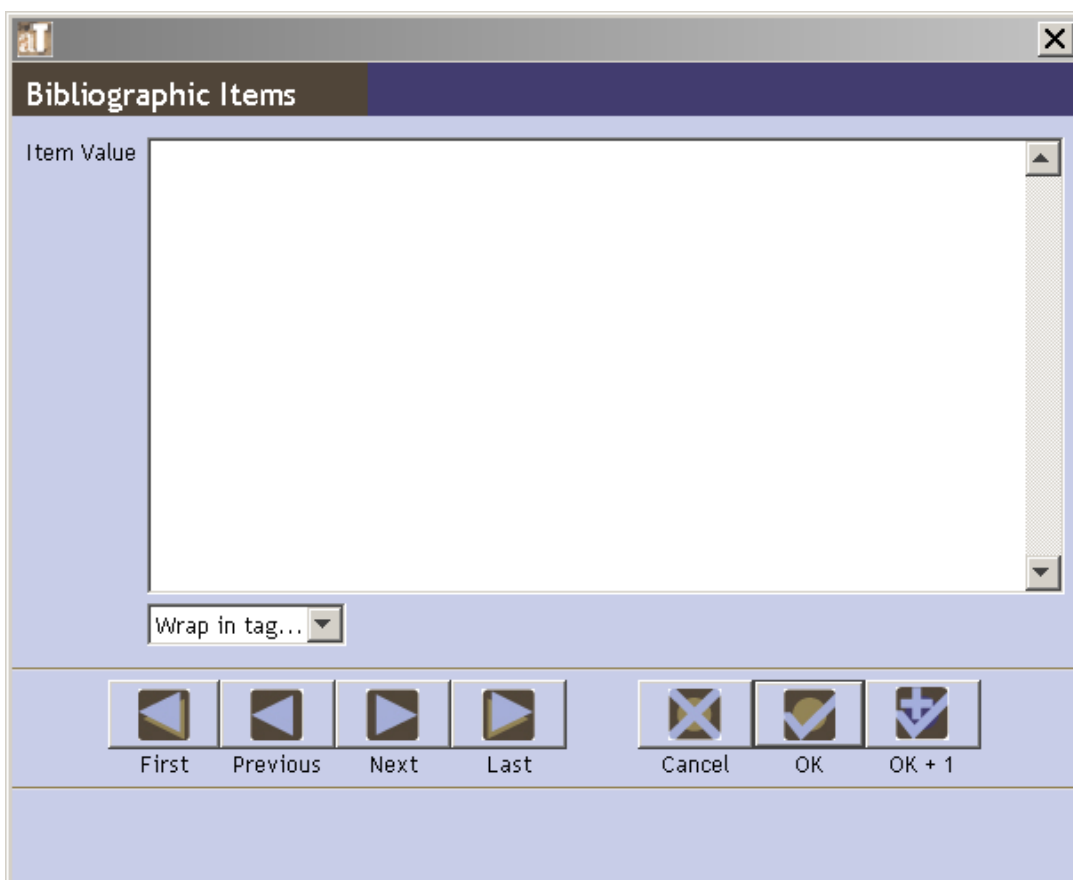 aT
Bibliographic Items
Item Value
Wrap in tag...
First Previous Next Last Cancel OK OK + 1